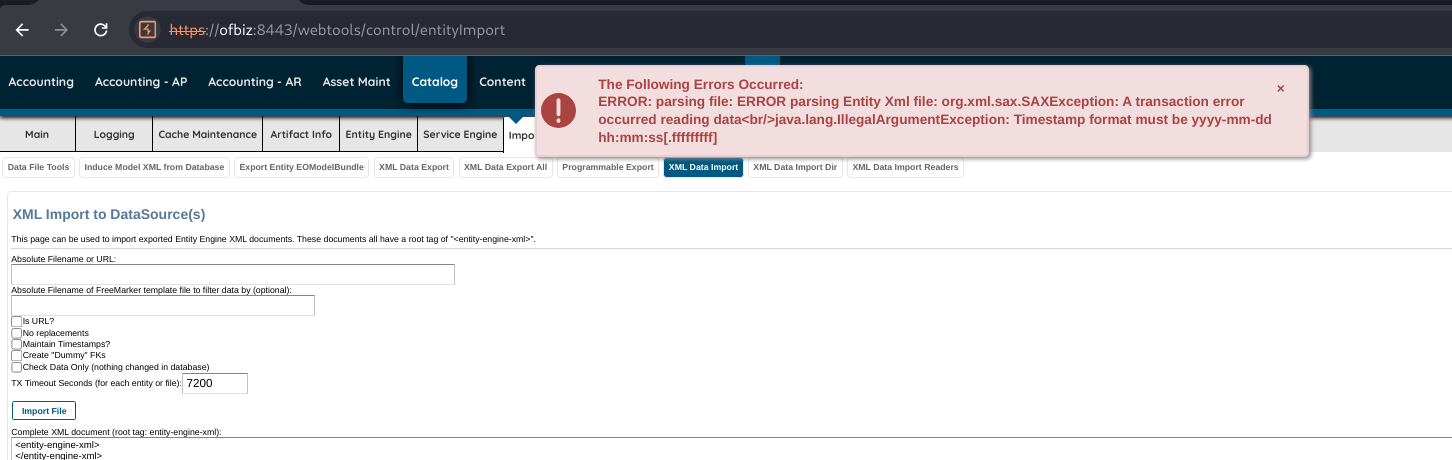 https://ofbiz:8443/webtools/control/entityImport
Accounting Accounting - AP Accounting - AR Asset Maint Catalog Content
The Following Errors Occurred:
ERROR: parsing file: ERROR parsing Entity Xml file: org.xml.sax.SAXException: A transaction error
occurred reading data<br/>java.lang.IllegalArgumentException: Timestamp format must be yyyy-mm-dd
hh:mm:ss[.fffffffff]
×
Main Logging Cache Maintenance Artifact Info Entity Engine Service Engine Impo
Data File Tools Induce Model XML from Database Export Entity EOModelBundle XML Data Export XML Data Export All Programmable Export XML Data Import XML Data Import Dir XML Data Import Readers
XML Import to DataSource(s)
This page can be used to import exported Entity Engine XML documents. These documents all have a root tag of "<entity-engine-xml>".
Absolute Filename or URL:
Absolute Filename of FreeMarker template file to filter data by (optional):
Is URL?
No replacements
Maintain Timestamps?
Create "Dummy" FKs
Check Data Only (nothing changed in database)
TX Timeout Seconds (for each entity or file): 7200
Import File
Complete XML document (root tag: entity-engine-xml):
<entity-engine-xml>
</entity-engine-xml>